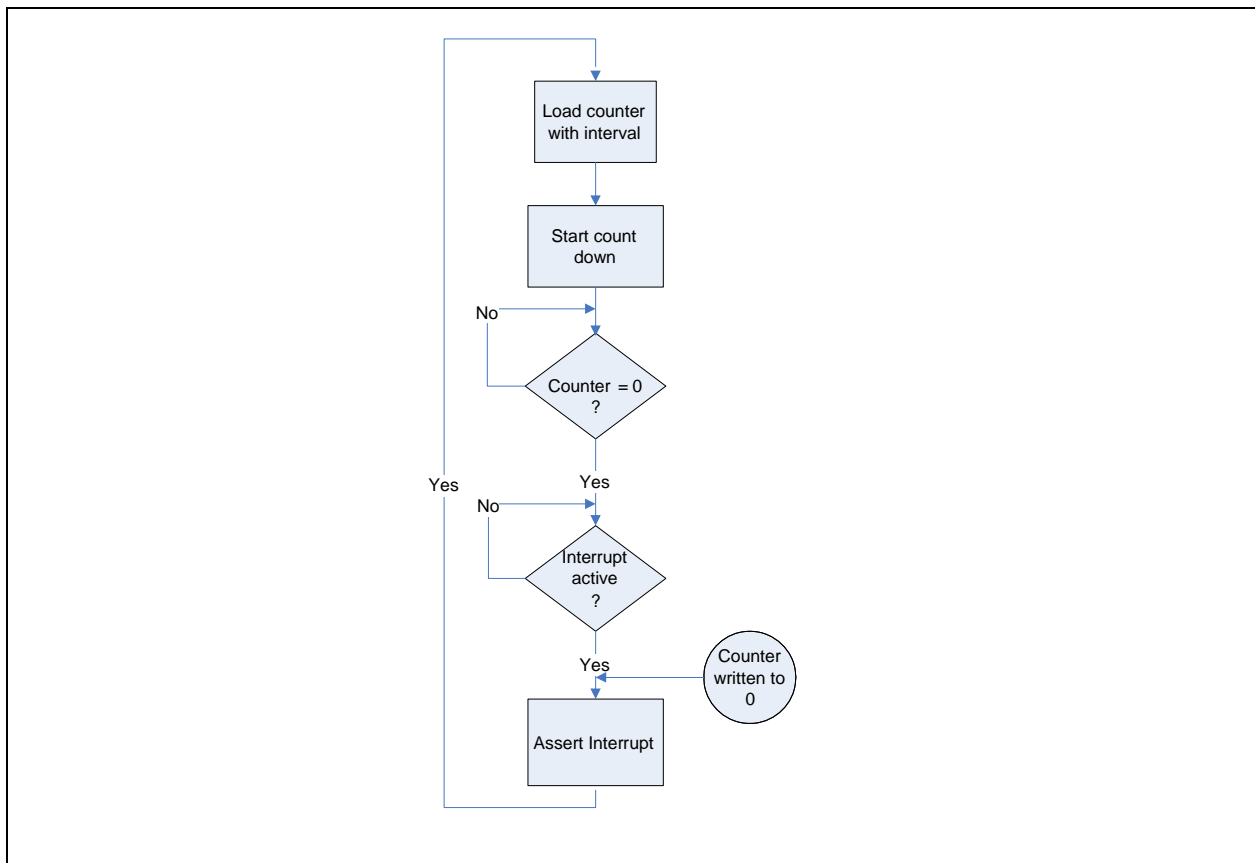 Load counter
with interval
Start count
down
No
Counter = 0
?
Yes
Yes
No
Interrupt
active
?
Yes
Counter
written to
0
Assert Interrupt